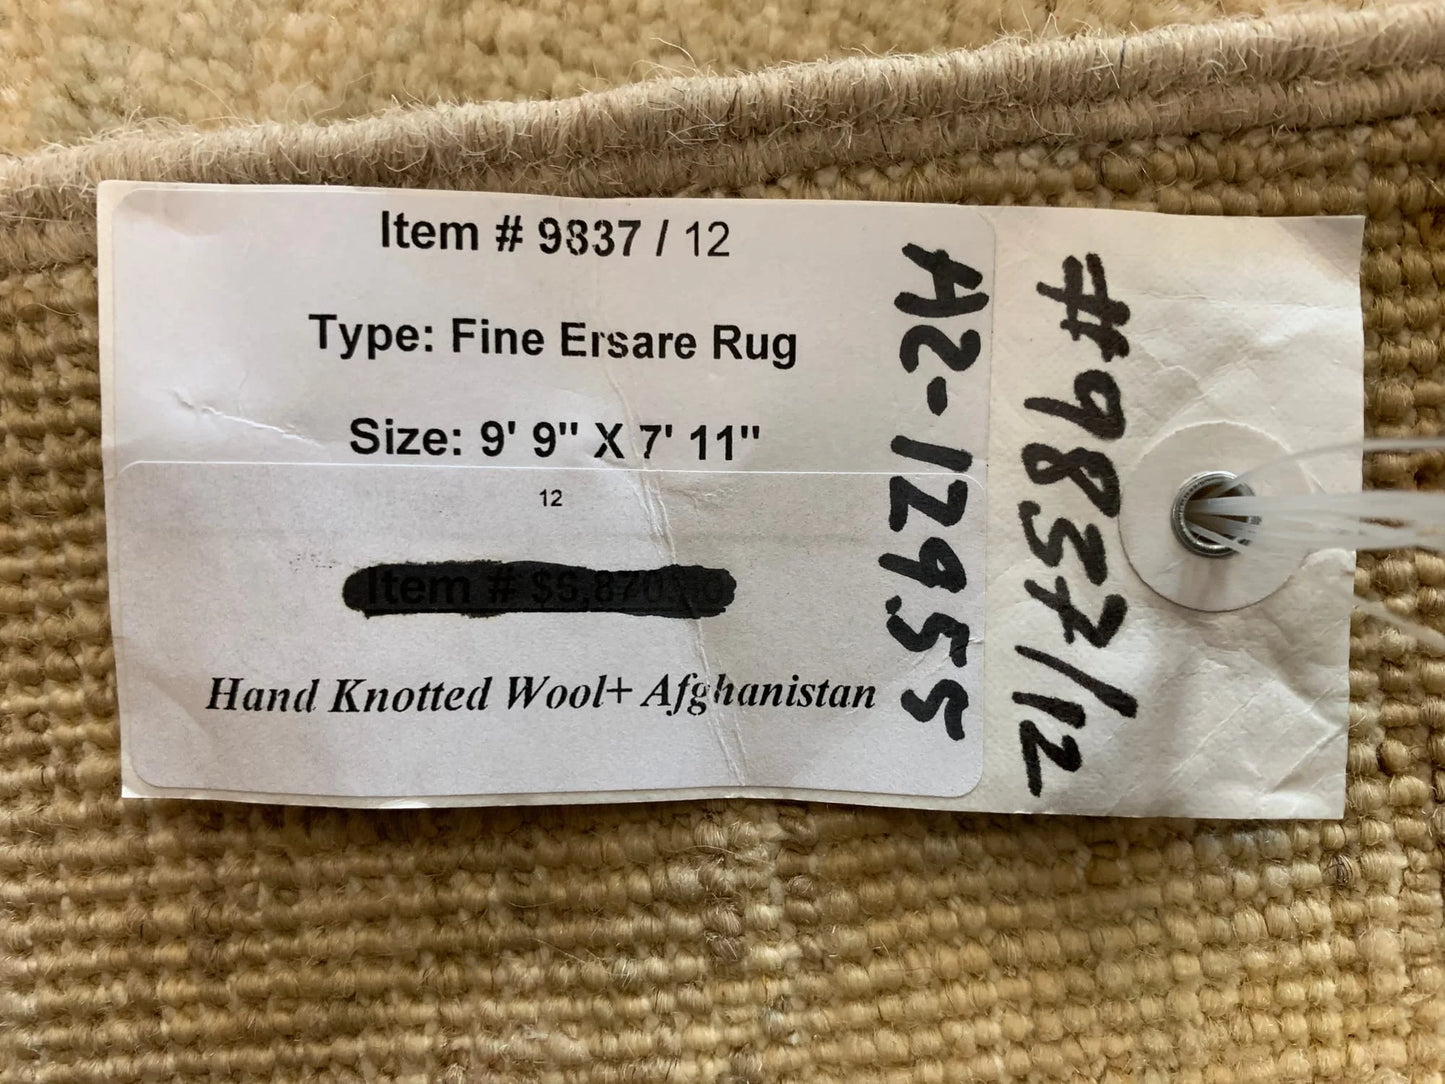 Item # 9837 / 12
Type: Fine Ersare Rug
Size: 9' 9" X 7' 11"
12
Item #
Hand Knotted Wool+ Afghanistan
A2-12955
#9837/12